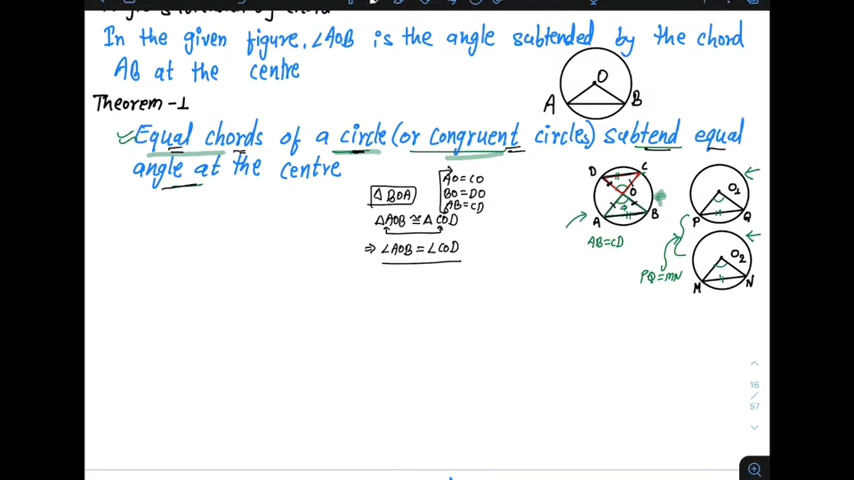 In the given figure, ∠AOB is the angle subtended by the chord
AB at the centre
O
A B
Theorem-1
Equal chords of a circle (or congruent circles) subtend equal
angle at the centre
D C
O
A B
AB=CD
O1
P Q
O2
M N
PQ=MN
△BOA
AO=CO
BO=DO
AB=CD
△AOB ≅ △COD
⇒ ∠AOB = ∠COD
16
/
57